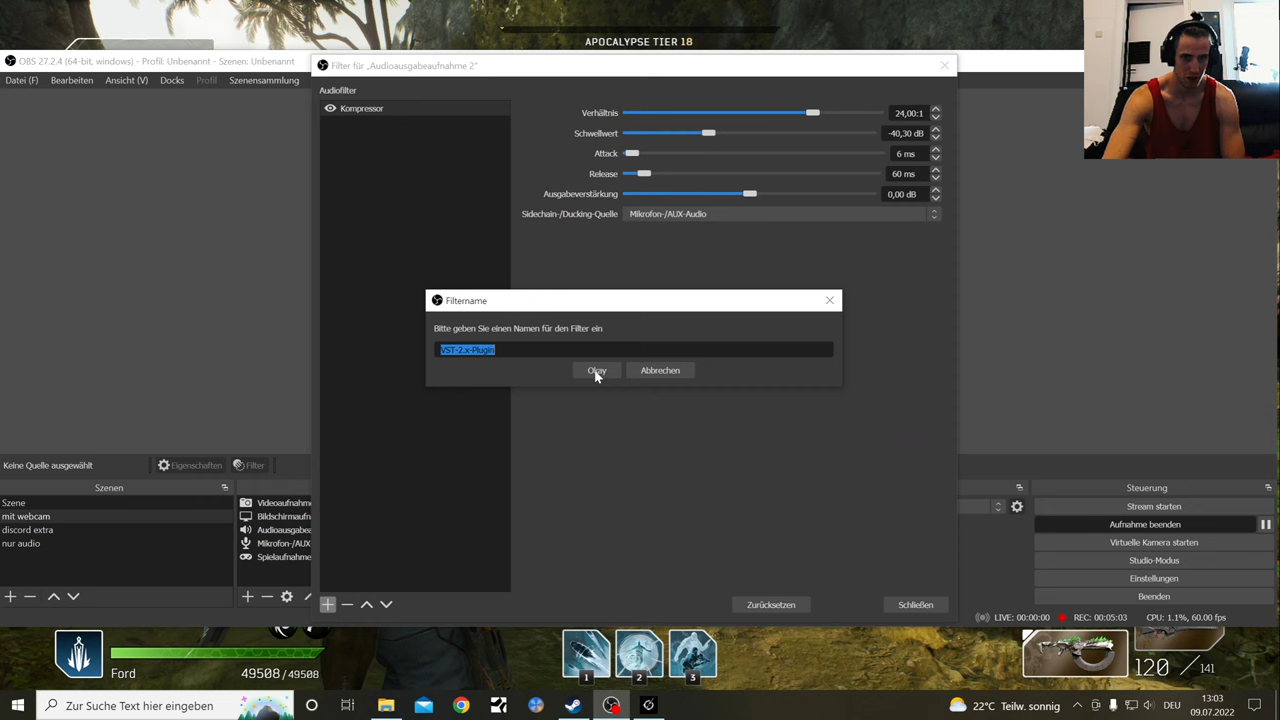 APOCALYPSE TIER 18
OBS 27.2.4 (64-bit, windows) - Profil: Unbenannt - Szenen: Unbenannt
Datei (F) Bearbeiten Ansicht (V) Docks Profil Szenensammlung
Filter für „Audioausgabeaufnahme 2“
Audiofilter
Kompressor
Verhältnis 24,00:1
Schwellwert -40,30 dB
Attack 6 ms
Release 60 ms
Ausgabeverstärkung 0,00 dB
Sidechain-/Ducking-Quelle Mikrofon-/AUX-Audio
Filtername
Bitte geben Sie einen Namen für den Filter ein
VST-2.x-Plugin
Okay Abbrechen
Keine Quelle ausgewählt Eigenschaften Filter
Szenen
Szene
mit webcam
discord extra
nur audio
Videoaufnahm
Bildschirmaufn
Audioausgabea
Mikrofon-/AUX
Spielaufnahme
Zurücksetzen Schließen
Steuerung
Stream starten
Aufnahme beenden
Virtuelle Kamera starten
Studio-Modus
Einstellungen
Beenden
LIVE: 00:00:00 REC: 00:05:03 CPU: 1.1%, 60.00 fps
Ford 49508/49508
1 2 3
120 / 141
Zur Suche Text hier eingeben
22°C Teilw. sonnig DEU 13:03
09.07.2022